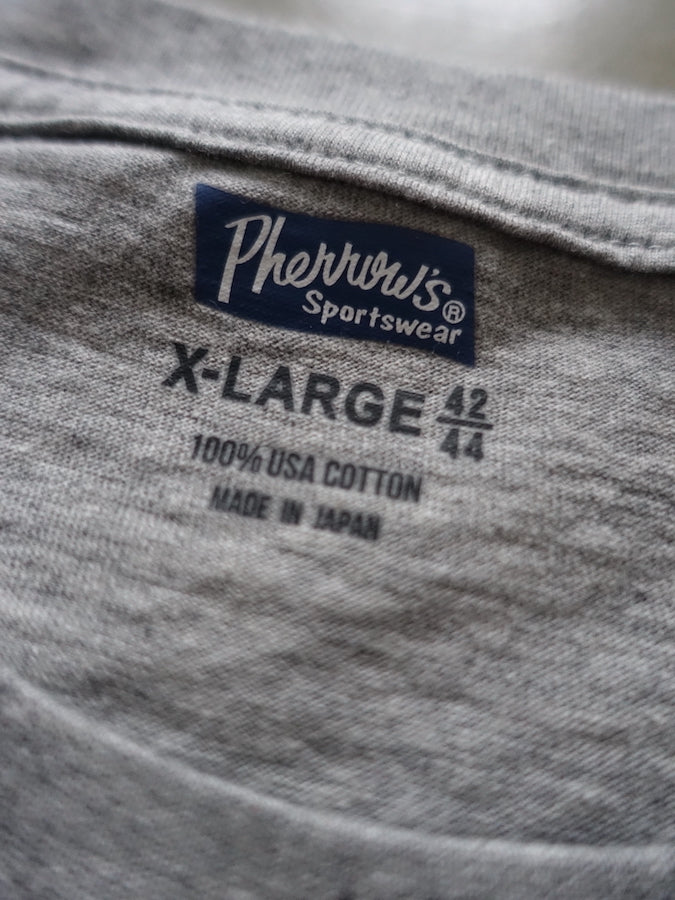 Pherrow's
Sportswear®
X-LARGE 42/44
100% USA COTTON
MADE IN JAPAN